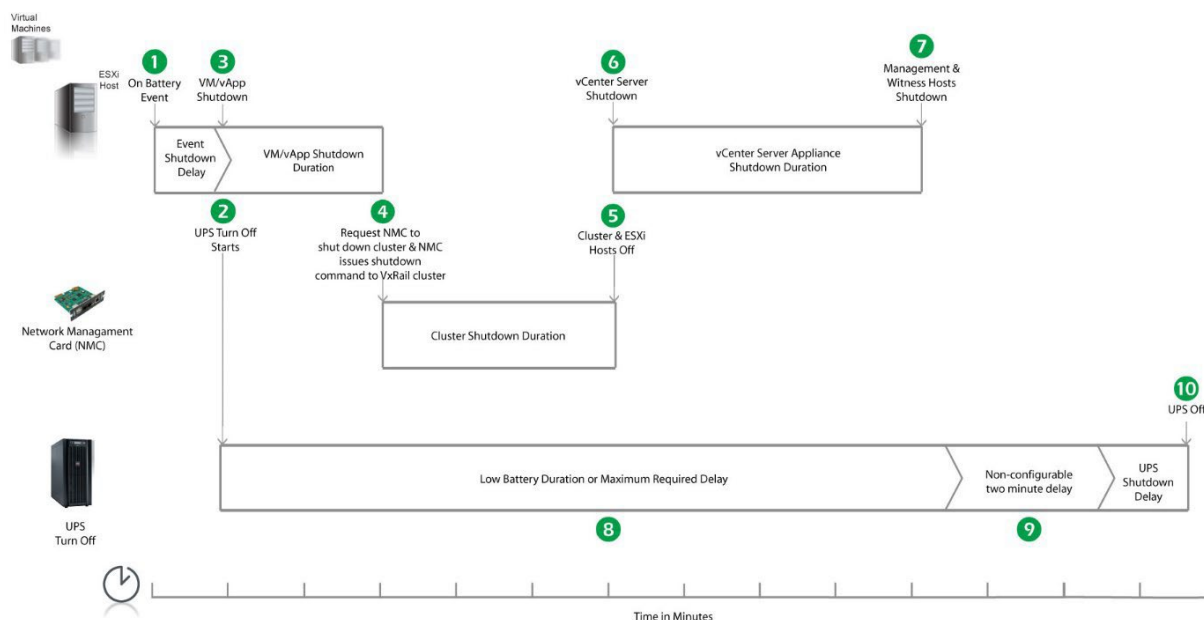 Virtual
Machines
ESXi
Host
1
On Battery
Event
3
VM/vApp
Shutdown
6
vCenter Server
Shutdown
7
Management &
Witness Hosts
Shutdown
Event
Shutdown
Delay
VM/vApp Shutdown
Duration
vCenter Server Appliance
Shutdown Duration
2
UPS Turn Off
Starts
4
Request NMC to
shut down cluster & NMC
issues shutdown
command to VxRail cluster
5
Cluster & ESXi
Hosts Off
Network Managament
Card (NMC)
Cluster Shutdown Duration
10
UPS Off
Low Battery Duration or Maximum Required Delay
Non-configurable
two minute delay
UPS
Shutdown
Delay
8
9
UPS
Turn Off
Time in Minutes